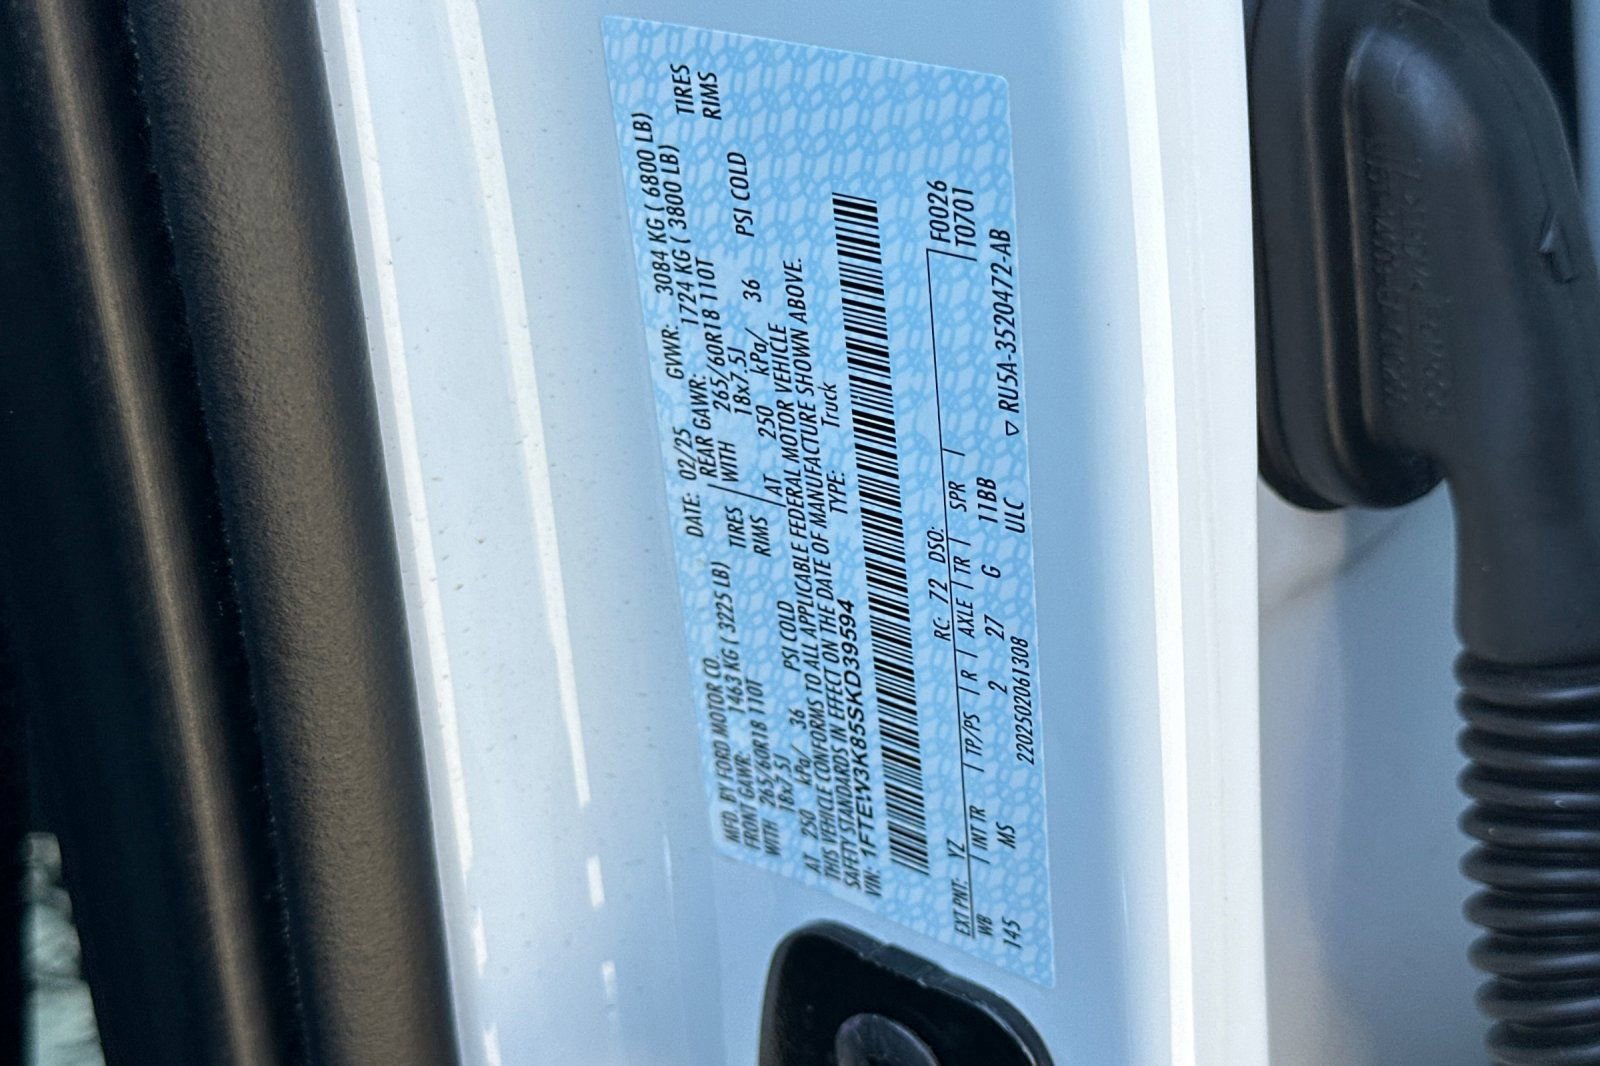 MFD. BY FORD MOTOR CO. DATE: 02/25 GVWR: 3084 KG ( 6800 LB)
FRONT GAWR: 1463 KG ( 3225 LB) REAR GAWR: 1724 KG ( 3800 LB)
WITH 265/60R18 110T TIRES WITH 265/60R18 110T TIRES
18x7.5J RIMS 18x7.5J RIMS
AT 250 kPa/ 36 PSI COLD AT 250 kPa/ 36 PSI COLD
THIS VEHICLE CONFORMS TO ALL APPLICABLE FEDERAL MOTOR VEHICLE
SAFETY STANDARDS IN EFFECT ON THE DATE OF MANUFACTURE SHOWN ABOVE.
VIN: 1FTEW3K85SKD39594 TYPE: Truck
EXT PNT: YZ RC: 72 DSO: F0026
WB INT TR TP/PS R AXLE TR SPR T0701
145 MS 2 27 G 11BB
220250206 1308 ULC ▽ RU5A-3520472-AB